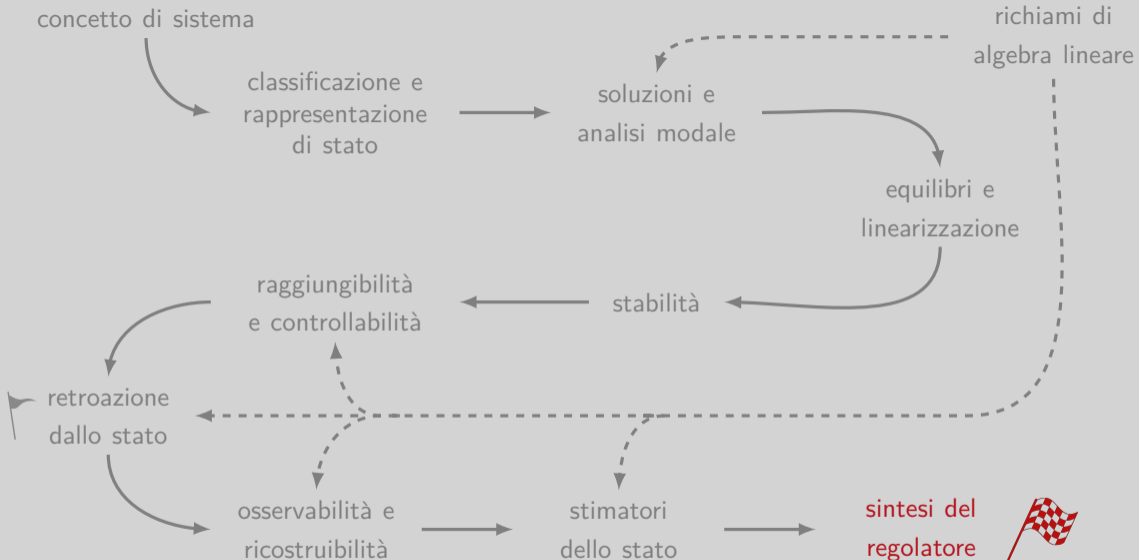 concetto di sistema
richiami di
algebra lineare
classificazione e
rappresentazione
di stato
soluzioni e
analisi modale
equilibri e
linearizzazione
stabilità
raggiungibilità
e controllabilità
retroazione
dallo stato
osservabilità e
ricostruibilità
stimatori
dello stato
sintesi del
regolatore